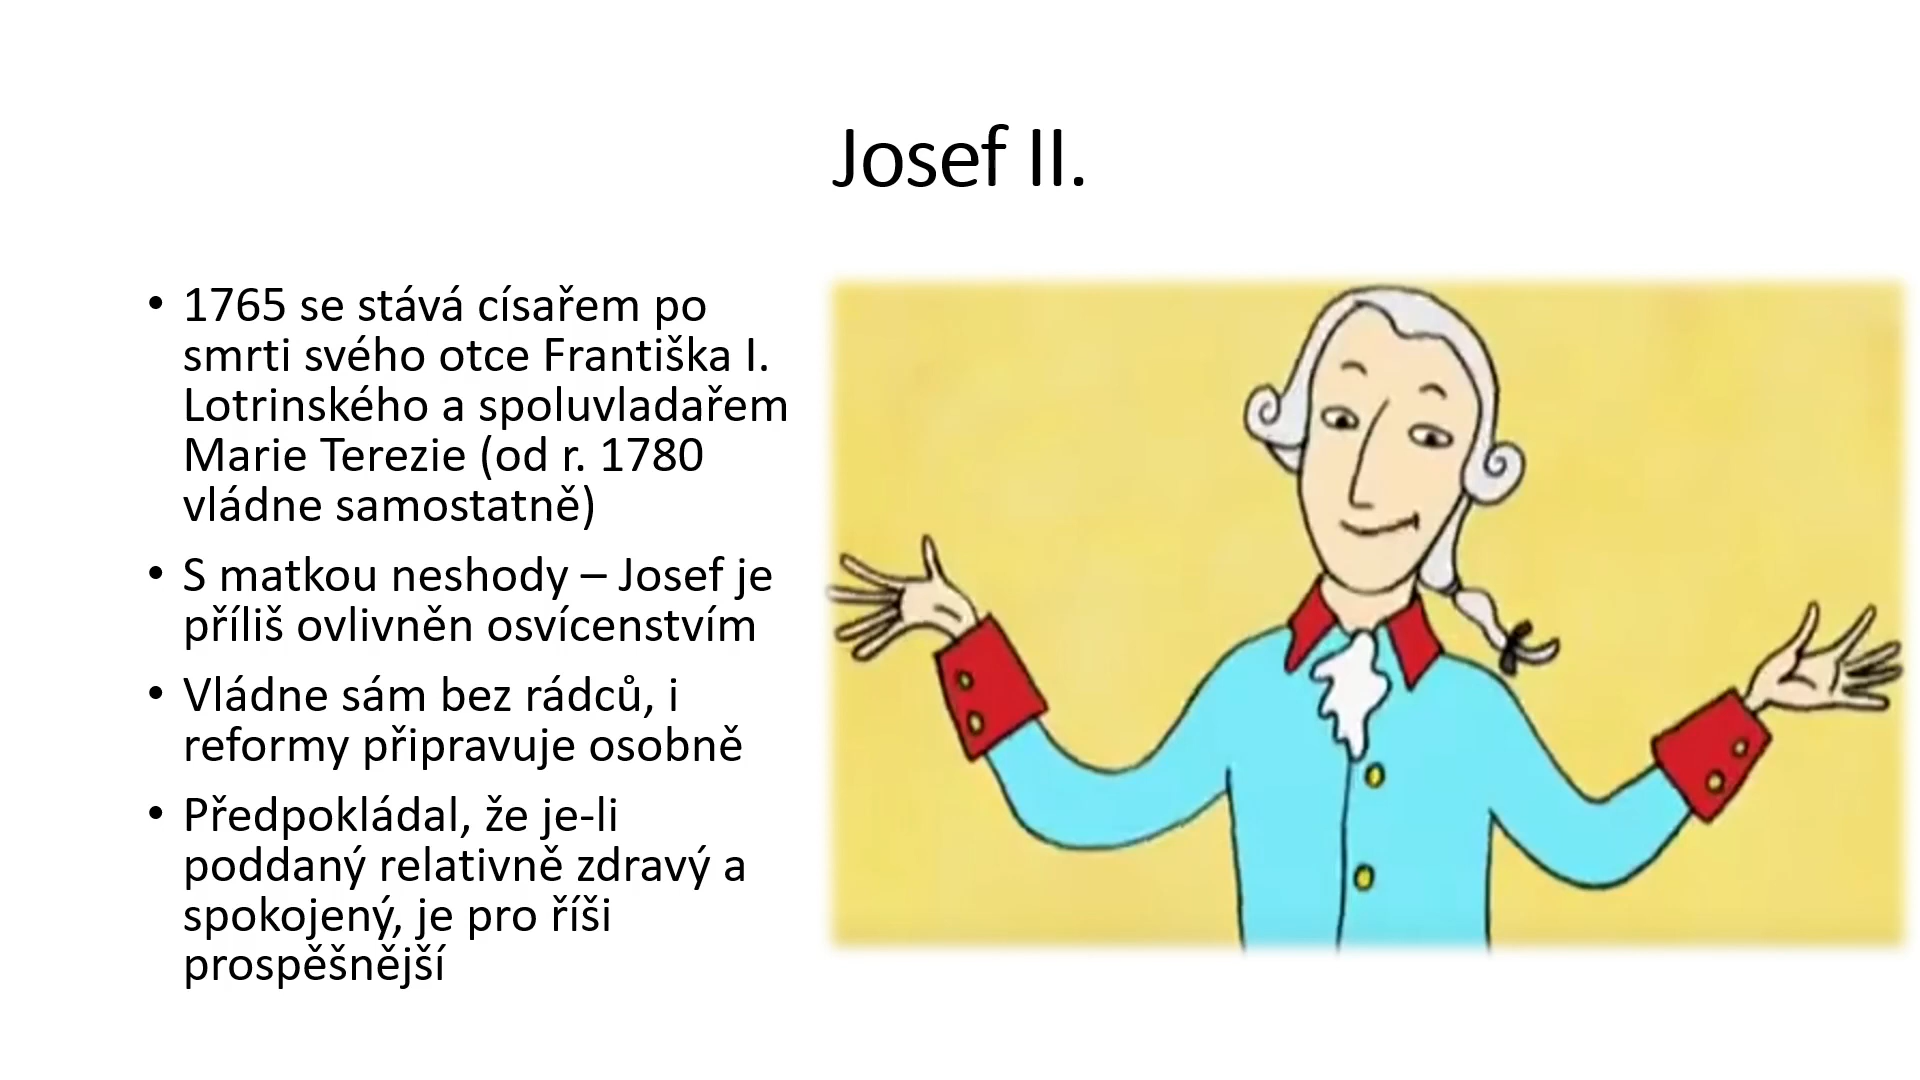 Josef II.
• 1765 se stává císařem po
smrti svého otce Františka I.
Lotrinského a spoluvladařem
Marie Terezie (od r. 1780
vládne samostatně)
• S matkou neshody – Josef je
příliš ovlivněn osvícenstvím
• Vládne sám bez rádců, i
reformy připravuje osobně
• Předpokládal, že je-li
poddaný relativně zdravý a
spokojený, je pro říši
prospěšnější